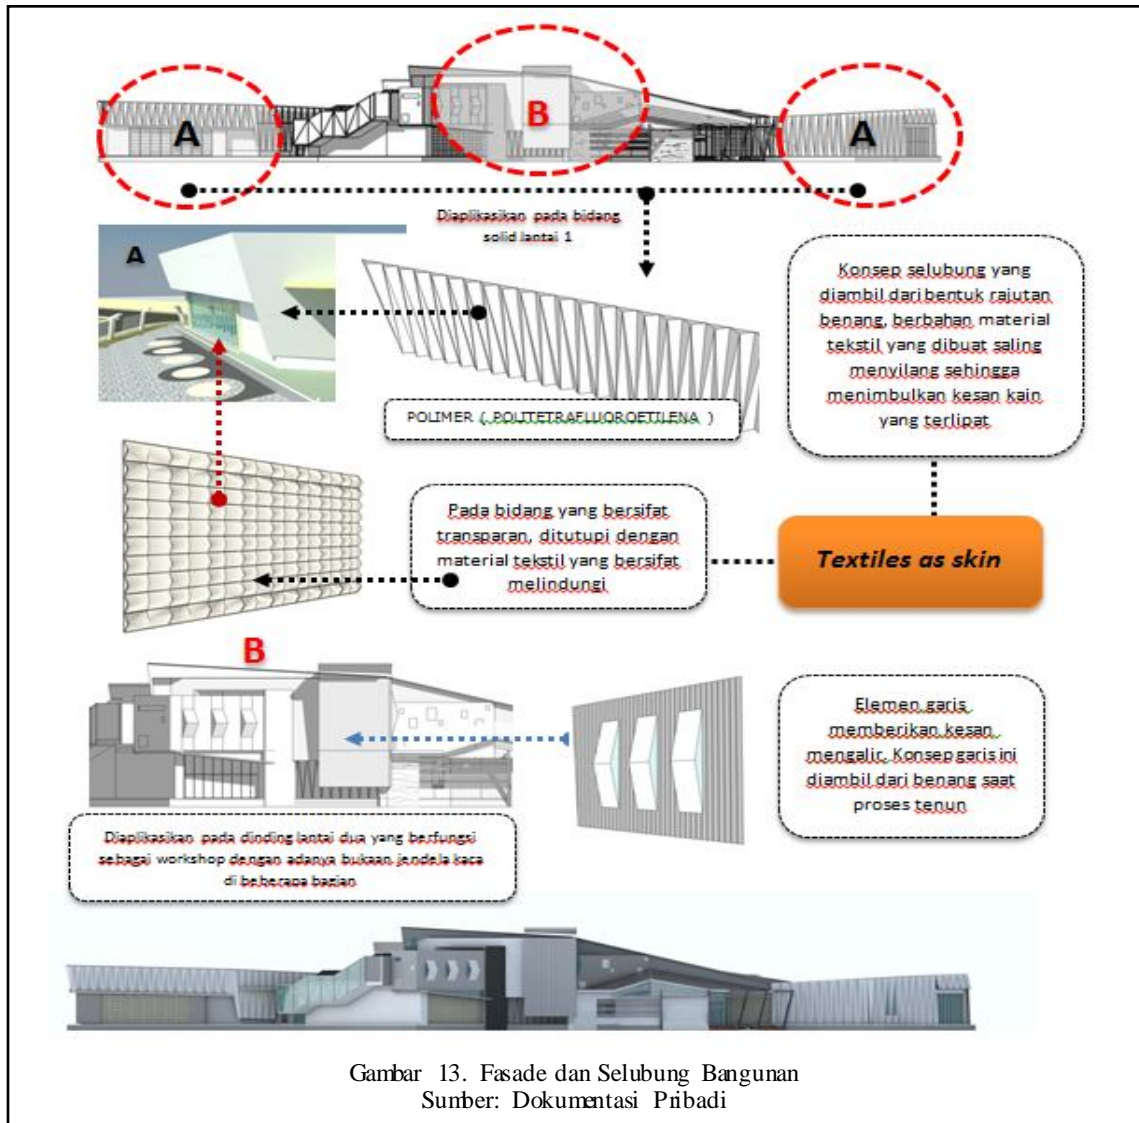 A
B
A
Diaplikasikan pada bidang
solid lantai 1
A
Konsep selubung yang
diambil dari bentuk rajutan
benang, berbahan material
tekstil yang dibuat saling
menyilang sehingga
menimbulkan kesan kain
yang terlipat
POLIMER ( POLITETRAFLUOROETILENA )
Pada bidang yang bersifat
transparan, ditutupi dengan
material tekstil yang bersifat
melindungi
Textiles as skin
B
Elemen garis
memberikan kesan
mengalir. Konsep garis ini
diambil dari benang saat
proses tenun
Diaplikasikan pada dinding lantai dua yang berfungsi
sebagai workshop dengan adanya bukaan jendela kaca
di beberapa bagian
Gambar 13. Fasade dan Selubung Bangunan
Sumber: Dokumentasi Pribadi